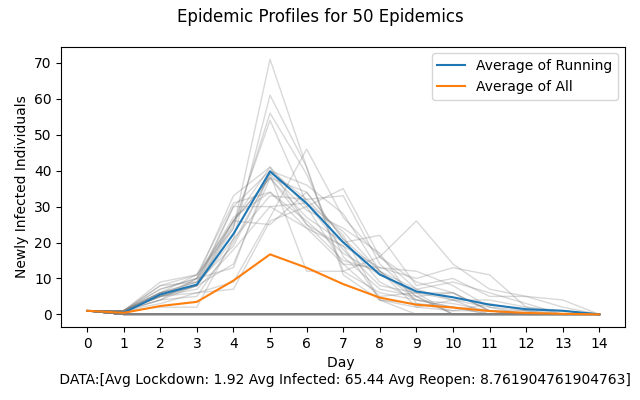 Epidemic Profiles for 50 Epidemics
Newly Infected Individuals
70
60
50
40
30
20
10
0
Average of Running
Average of All
0 1 2 3 4 5 6 7 8 9 10 11 12 13 14
Day
DATA:[Avg Lockdown: 1.92 Avg Infected: 65.44 Avg Reopen: 8.761904761904763]